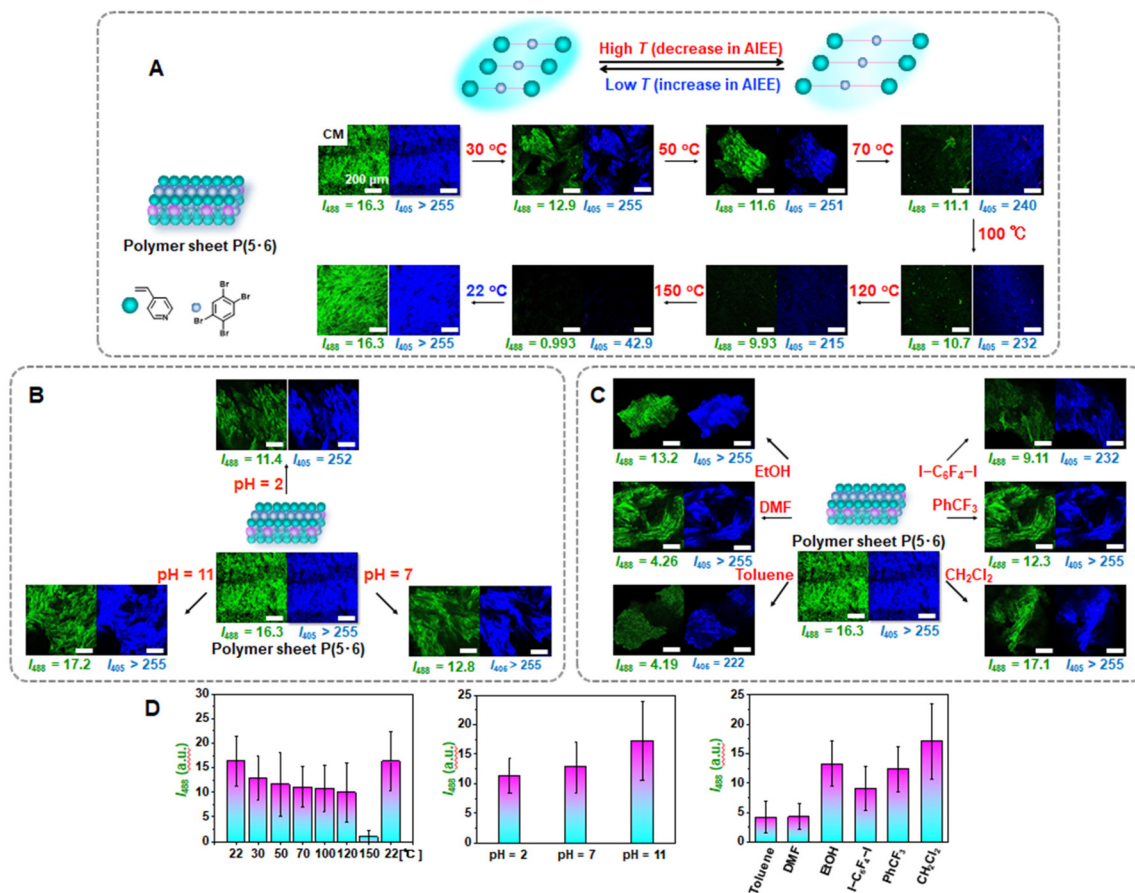 A
High T (decrease in AIEE)
Low T (increase in AIEE)
CM
200 μm
30 °C
50 °C
70 °C
I488 = 16.3 I405 > 255 I488 = 12.9 I405 = 255 I488 = 11.6 I405 = 251 I488 = 11.1 I405 = 240
Polymer sheet P(5·6)
100 ℃
N
Br
Br
Br
Br
22 °C
150 °C
120 °C
I488 = 16.3 I405 > 255 I488 = 0.993 I405 = 42.9 I488 = 9.93 I405 = 215 I488 = 10.7 I405 = 232
B
I488 = 11.4 I405 = 252
pH = 2
pH = 11
pH = 7
I488 = 16.3 I405 > 255
Polymer sheet P(5·6)
I488 = 17.2 I405 > 255
I488 = 12.8 I405 > 255
C
I488 = 13.2 I405 > 255
I488 = 9.11 I405 = 232
EtOH
I–C6F4–I
DMF
PhCF3
Polymer sheet P(5·6)
I488 = 4.26 I405 > 255
I488 = 12.3 I405 > 255
Toluene
CH2Cl2
I488 = 4.19 I405 = 222
I488 = 16.3 I405 > 255
I488 = 17.1 I405 > 255
D
I488 (a.u.)
30
25
20
15
10
5
0
22 30 50 70 100 120 150 22 [℃]
I488 (a.u.)
25
20
15
10
5
0
pH = 2 pH = 7 pH = 11
I488 (a.u.)
25
20
15
10
5
0
Toluene DMF EtOH I–C6F4–I PhCF3 CH2Cl2